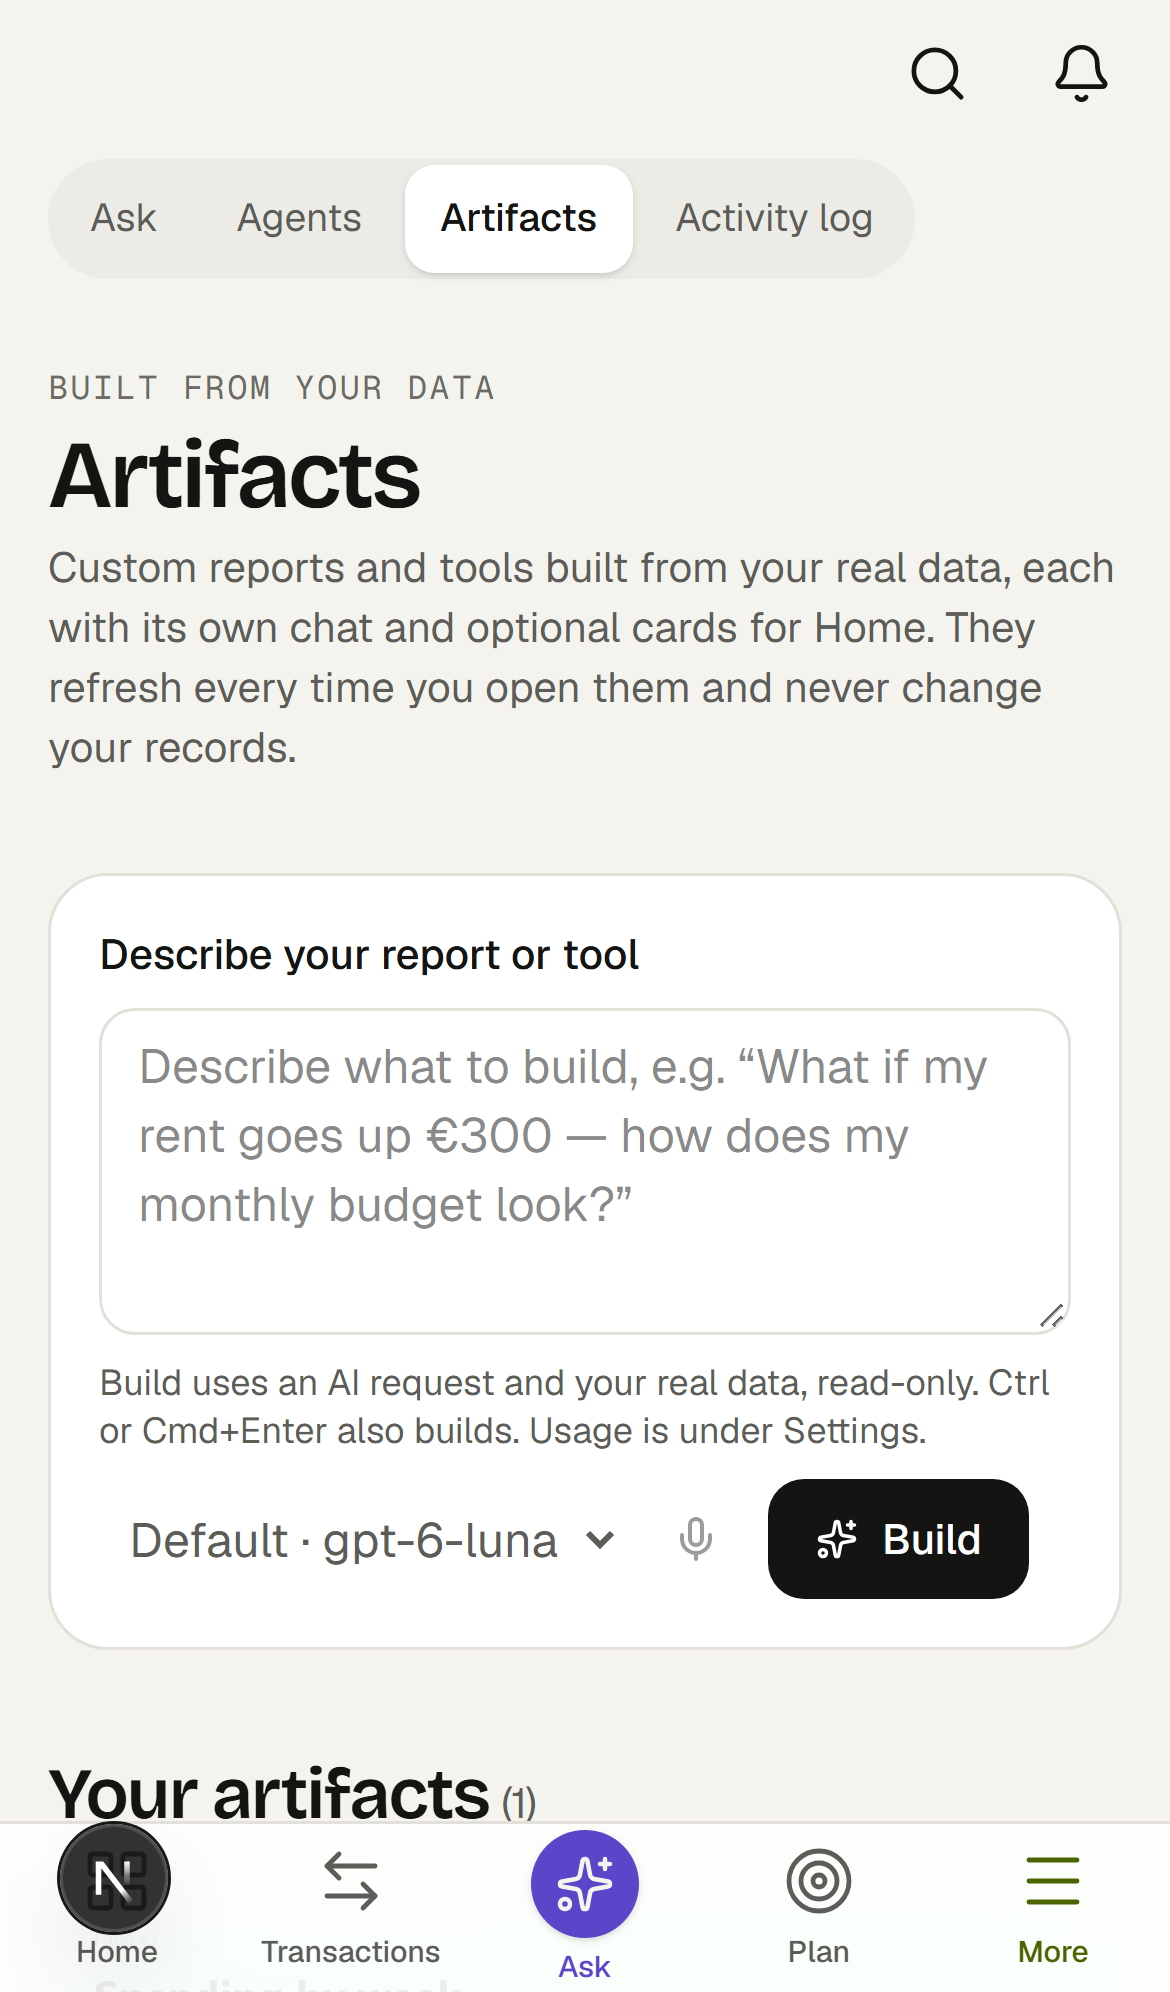 Ask Agents Artifacts Activity log
BUILT FROM YOUR DATA
Artifacts
Custom reports and tools built from your real data, each
with its own chat and optional cards for Home. They
refresh every time you open them and never change
your records.
Describe your report or tool
Describe what to build, e.g. “What if my
rent goes up €300 — how does my
monthly budget look?”
Build uses an AI request and your real data, read-only. Ctrl
or Cmd+Enter also builds. Usage is under Settings.
Default · gpt-6-luna Build
Your artifacts (1)
N
Home Transactions Ask Plan More
Spending by week